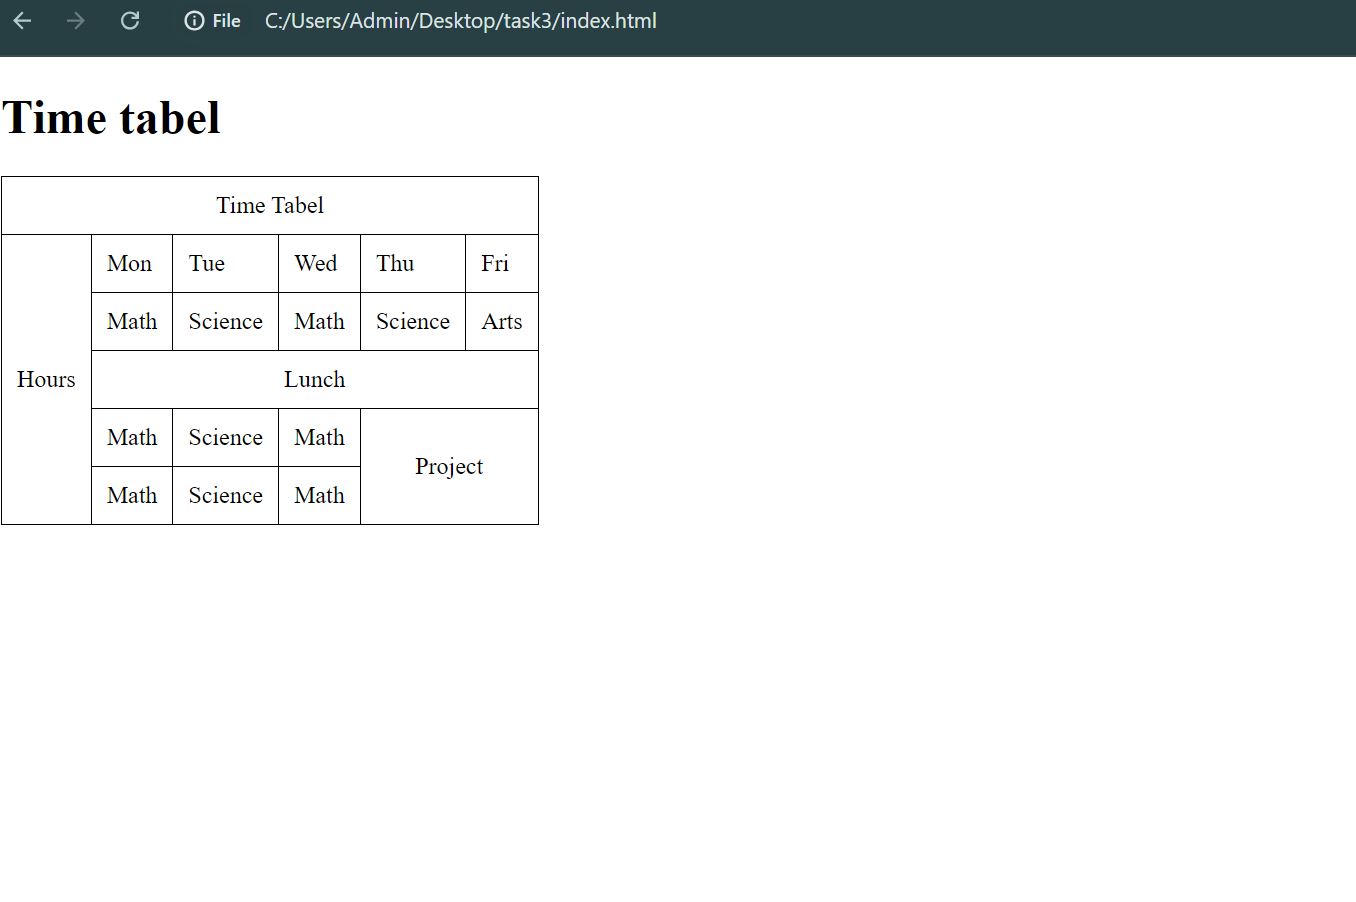 File C:/Users/Admin/Desktop/task3/index.html
Time tabel
Time Tabel
Mon Tue Wed Thu Fri
Math Science Math Science Arts
Hours Lunch
Math Science Math
Project
Math Science Math